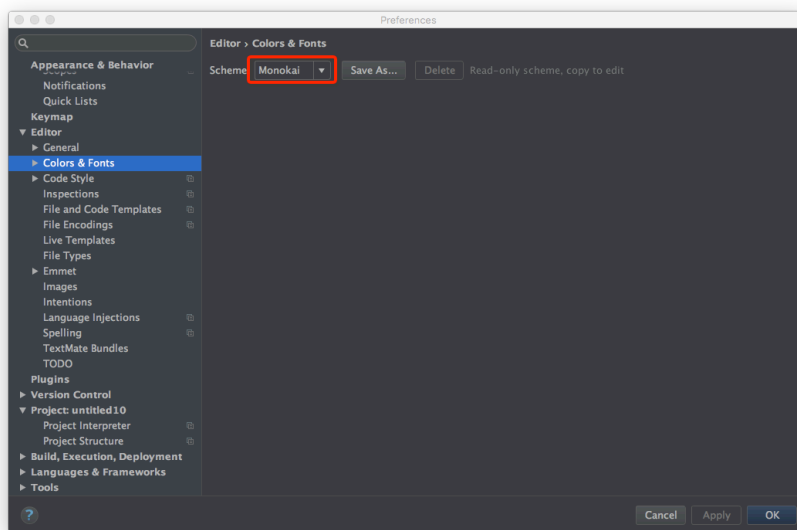 Preferences
Editor › Colors & Fonts
Scheme Monokai Save As... Delete Read-only scheme, copy to edit
Appearance & Behavior
Scopes
Notifications
Quick Lists
Keymap
Editor
General
Colors & Fonts
Code Style
Inspections
File and Code Templates
File Encodings
Live Templates
File Types
Emmet
Images
Intentions
Language Injections
Spelling
TextMate Bundles
TODO
Plugins
Version Control
Project: untitled10
Project Interpreter
Project Structure
Build, Execution, Deployment
Languages & Frameworks
Tools
?
Cancel Apply OK